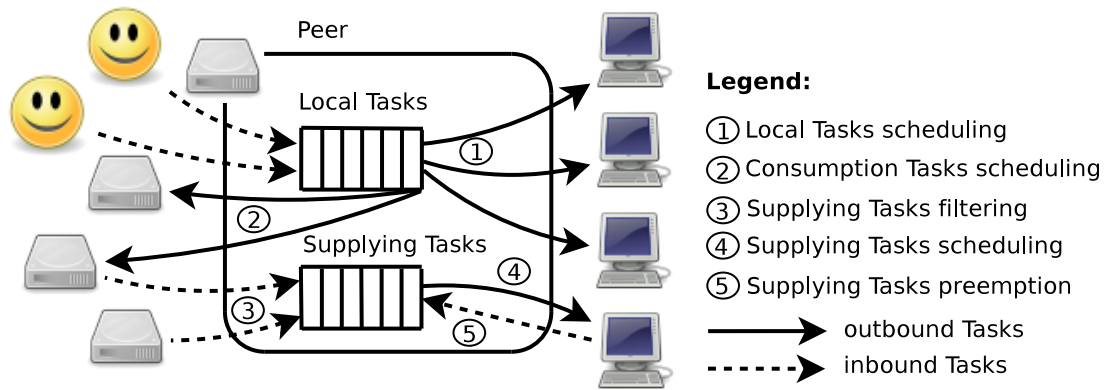 Peer
Local Tasks
1
2
Supplying Tasks
3
4
5
Legend:
1 Local Tasks scheduling
2 Consumption Tasks scheduling
3 Supplying Tasks filtering
4 Supplying Tasks scheduling
5 Supplying Tasks preemption
outbound Tasks
inbound Tasks